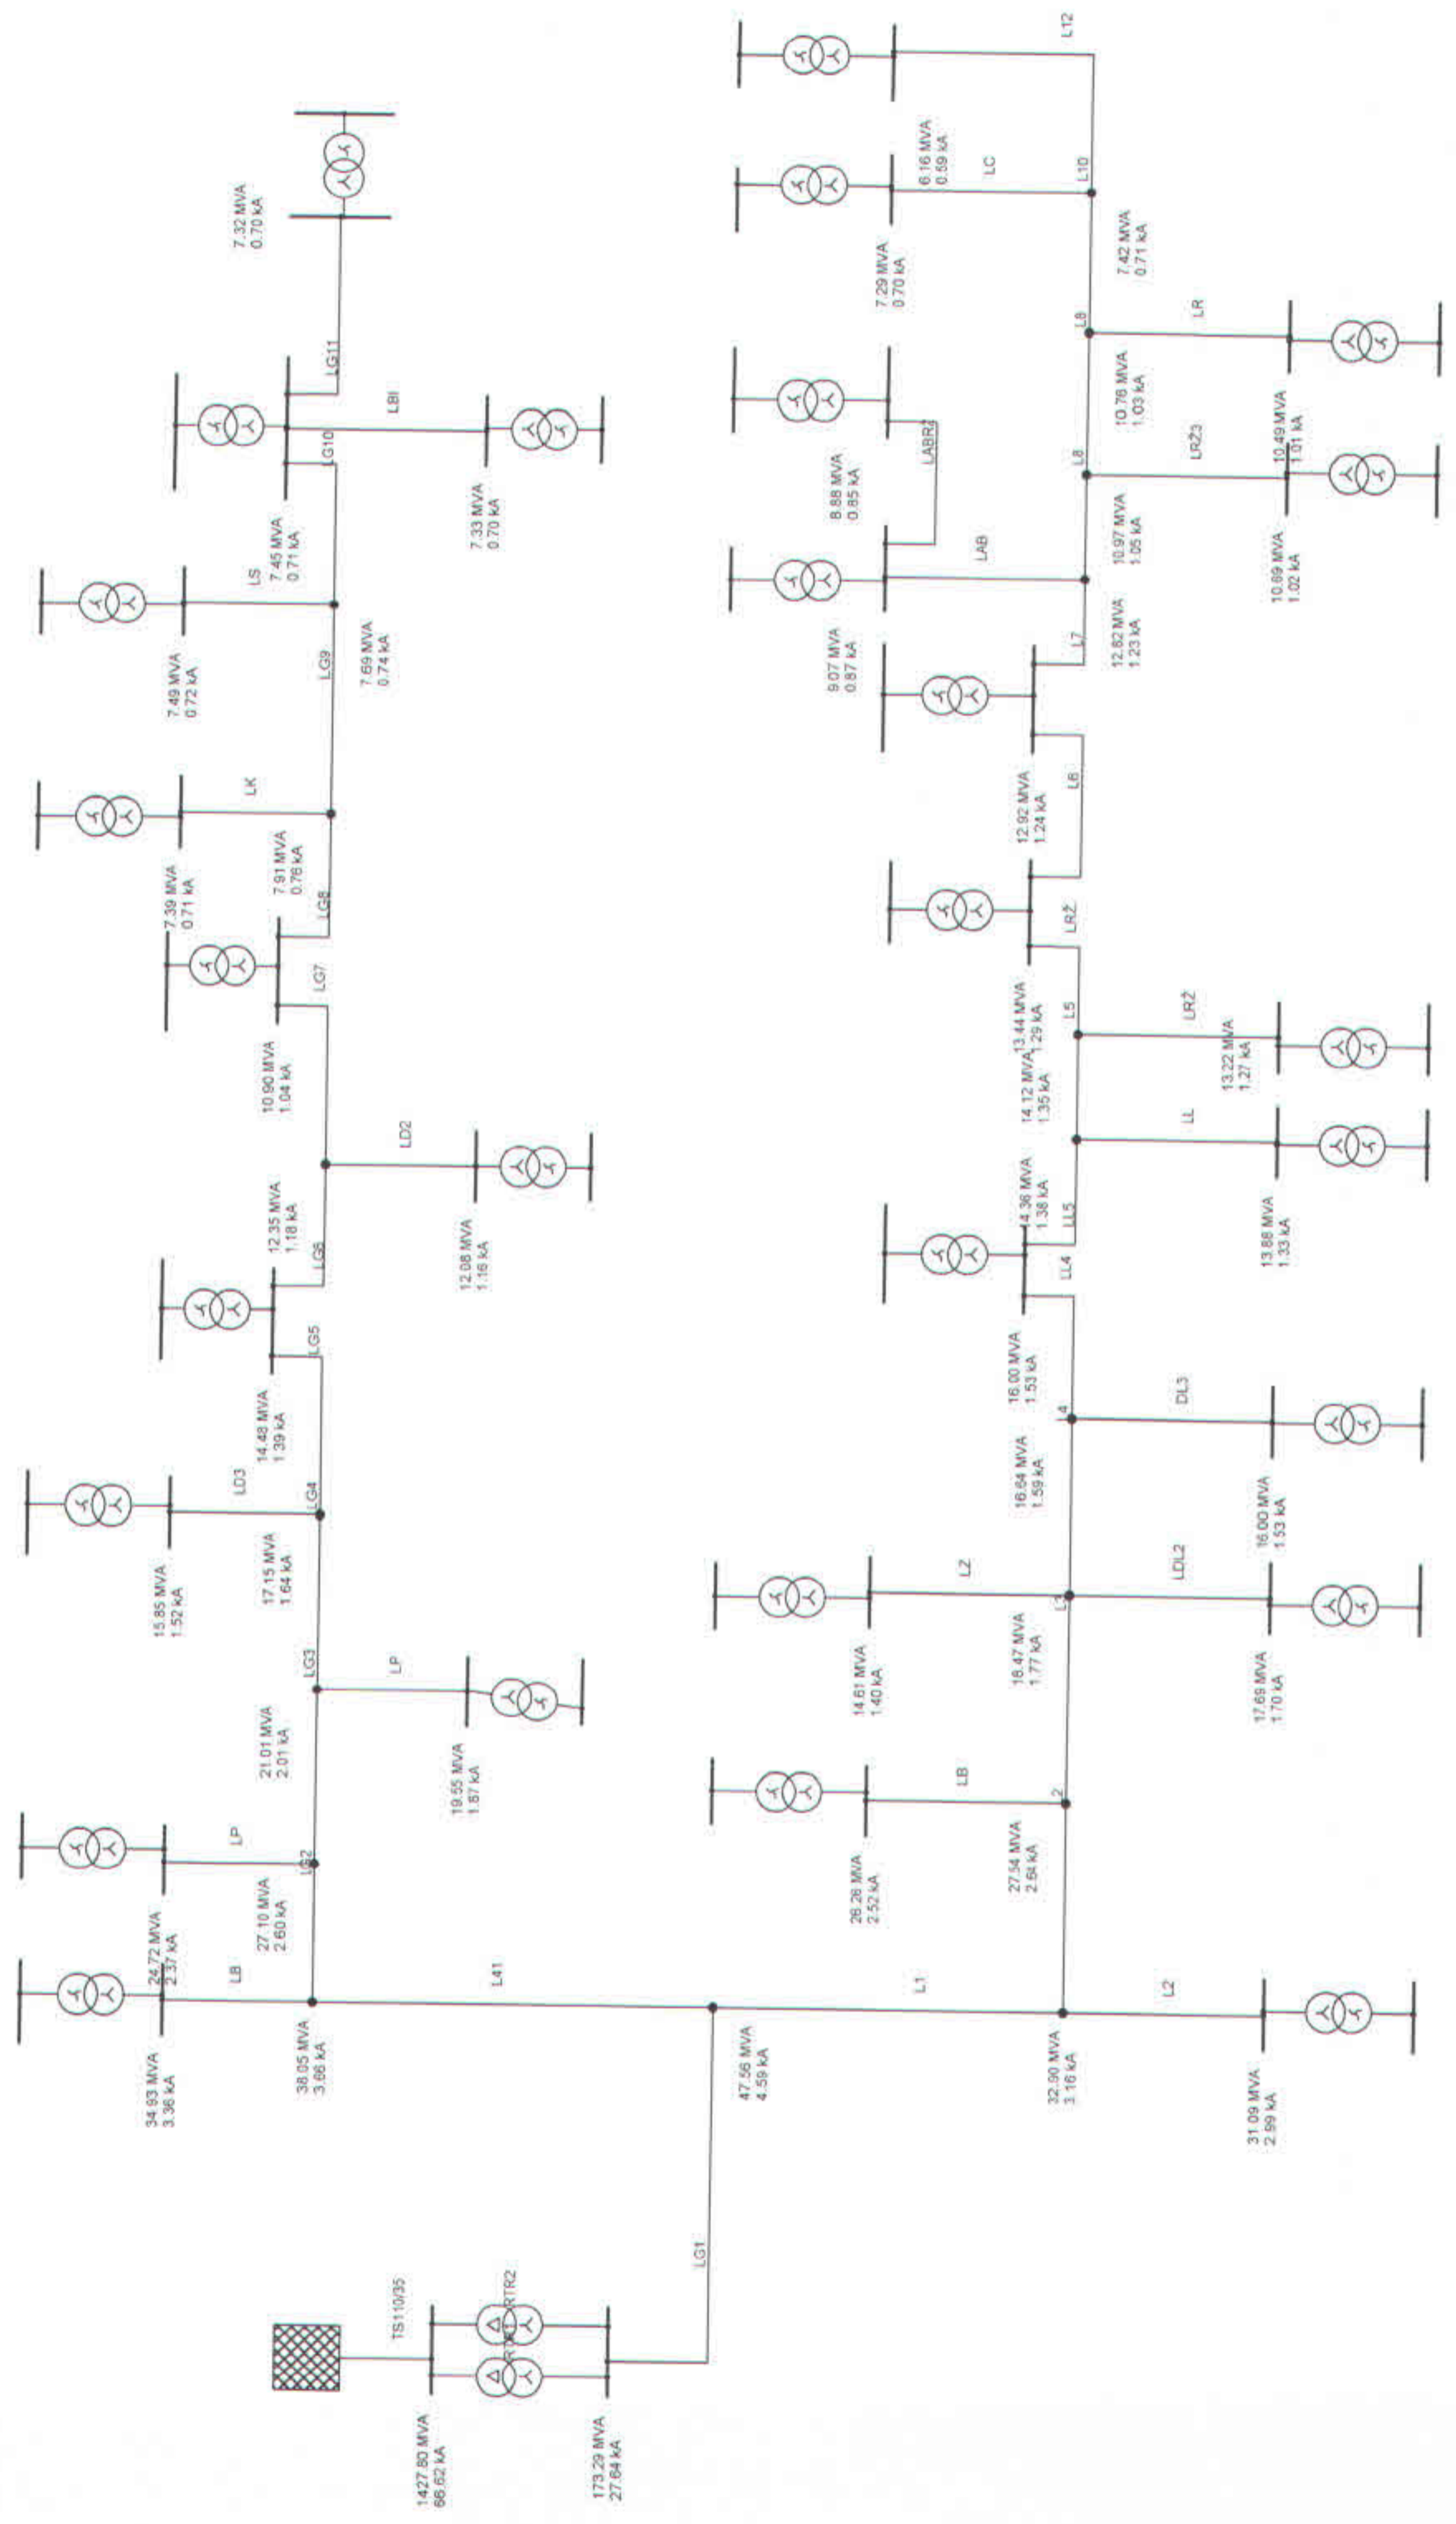 L12
6.16 MVA
0.59 kA
LC
L10
7.32 MVA
0.70 kA
7.29 MVA
0.70 kA
7.42 MVA
0.71 kA
LG11
LBI
LG10
L8
LR
10.76 MVA
1.03 kA
10.49 MVA
1.01 kA
8.88 MVA
0.85 kA
L8
LRŽ3
7.45 MVA
0.71 kA
7.33 MVA
0.70 kA
LS
LAB
10.97 MVA
1.05 kA
10.69 MVA
1.02 kA
7.49 MVA
0.72 kA
LG9
7.69 MVA
0.74 kA
9.07 MVA
0.87 kA
L7
12.82 MVA
1.23 kA
LK
L6
12.92 MVA
1.24 kA
7.39 MVA
0.71 kA
7.91 MVA
0.76 kA
LG8
LG7
LRŽ
L5
LRŽ
13.44 MVA
1.29 kA
13.22 MVA
1.27 kA
10.90 MVA
1.04 kA
14.12 MVA
1.35 kA
LL
LD2
12.35 MVA
1.18 kA
LG6
12.08 MVA
1.16 kA
1.38 kA
LL5
LL4
13.88 MVA
1.33 kA
LG5
16.00 MVA
1.53 kA
14.48 MVA
1.39 kA
DL3
LD3
LG4
16.64 MVA
1.59 kA
16.00 MVA
1.53 kA
15.85 MVA
1.52 kA
17.15 MVA
1.64 kA
LZ
LDL2
L3
LG3
LP
14.61 MVA
1.40 kA
18.47 MVA
1.77 kA
17.69 MVA
1.70 kA
21.01 MVA
2.01 kA
19.55 MVA
1.87 kA
LB
2
LP
LG2
26.26 MVA
2.52 kA
27.54 MVA
2.64 kA
24.72 MVA
2.37 kA
27.10 MVA
2.60 kA
LB
L41
L1
L2
34.93 MVA
3.36 kA
38.05 MVA
3.66 kA
47.56 MVA
4.59 kA
32.90 MVA
3.16 kA
31.09 MVA
2.99 kA
LG1
TS110/35
RTR2
1427.80 MVA
66.62 kA
173.29 MVA
27.64 kA